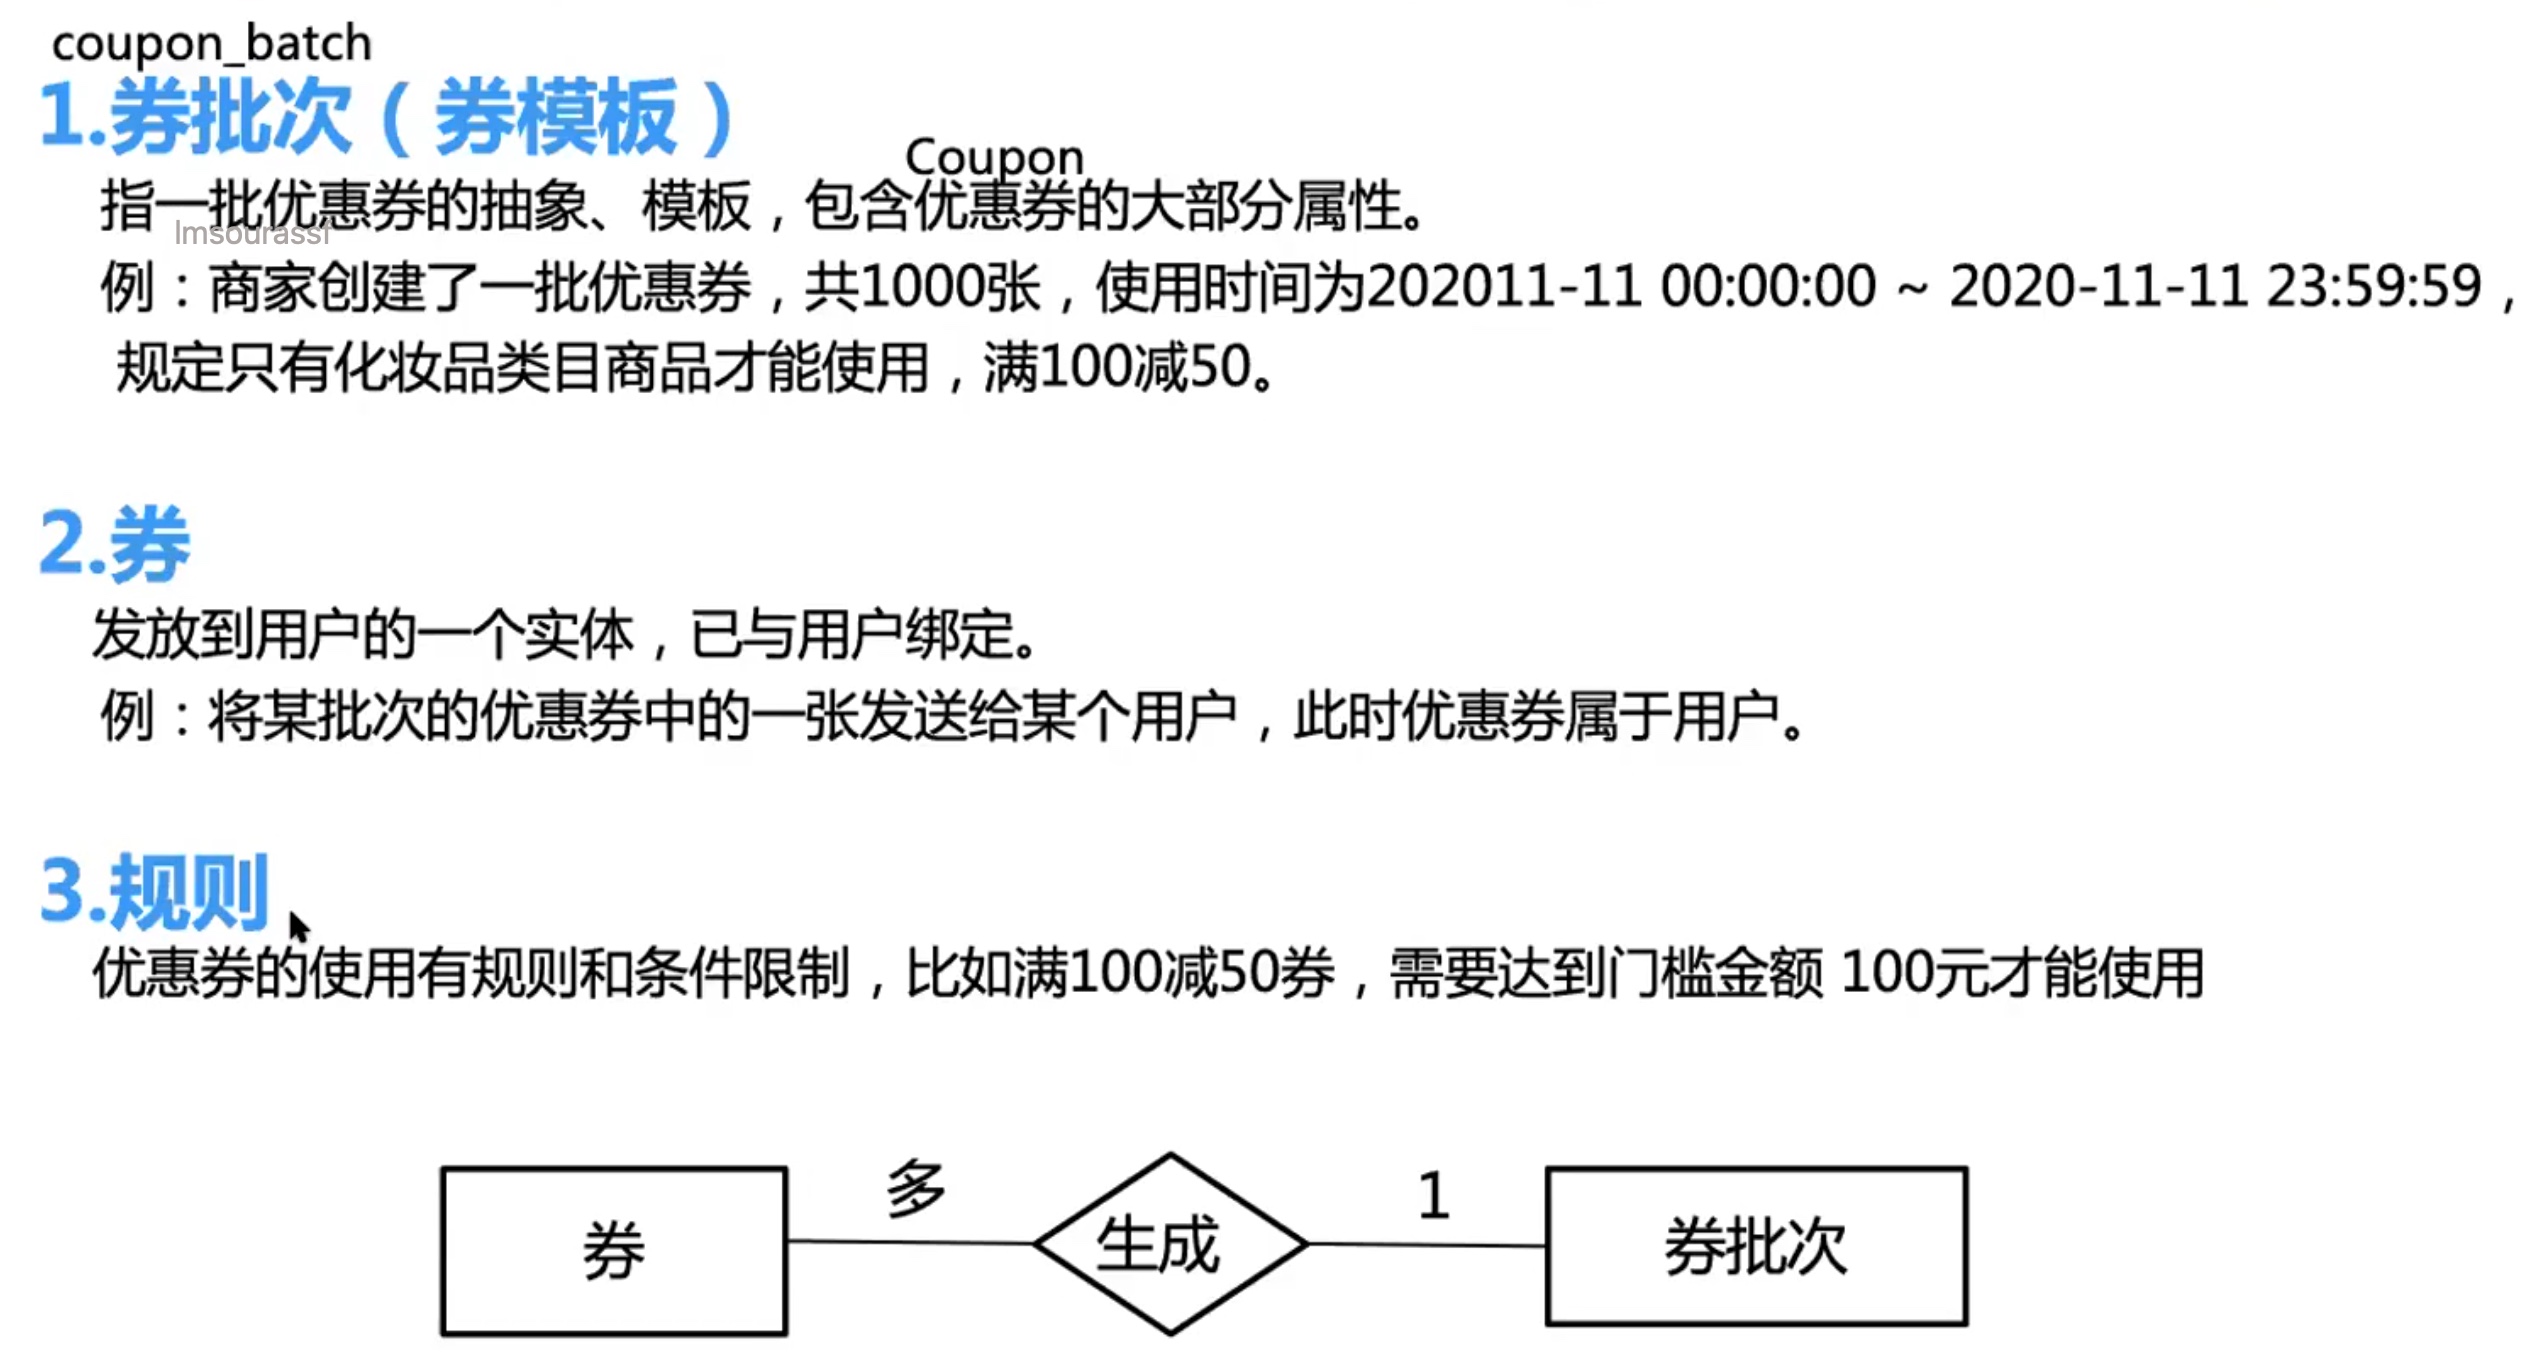 coupon_batch
1.券批次（券模板）
Coupon
指一批优惠券的抽象、模板，包含优惠券的大部分属性。
lmsourassf
例：商家创建了一批优惠券，共1000张，使用时间为202011-11 00:00:00 ~ 2020-11-11 23:59:59，
规定只有化妆品类目商品才能使用，满100减50。
2.券
发放到用户的一个实体，已与用户绑定。
例：将某批次的优惠券中的一张发送给某个用户，此时优惠券属于用户。
3.规则
优惠券的使用有规则和条件限制，比如满100减50券，需要达到门槛金额 100元才能使用
券 多 生成 1 券批次